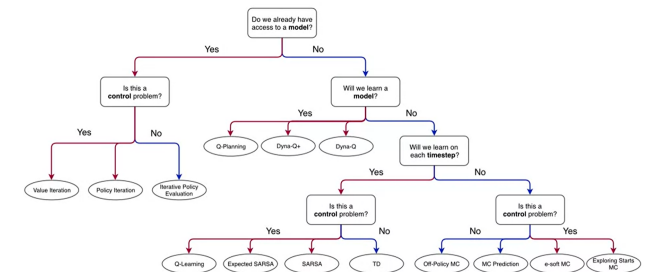 Do we already have
access to a model?
Yes
No
Is this a
control problem?
Will we learn a
model?
Yes
No
Yes
No
Q-Planning
Dyna-Q+
Dyna-Q
Will we learn on
each timestep?
Value Iteration
Policy Iteration
Iterative Policy
Evaluation
Yes
No
Is this a
control problem?
Is this a
control problem?
Yes
No
No
Yes
Q-Learning
Expected SARSA
SARSA
TD
Off-Policy MC
MC Prediction
e-soft MC
Exploring Starts
MC